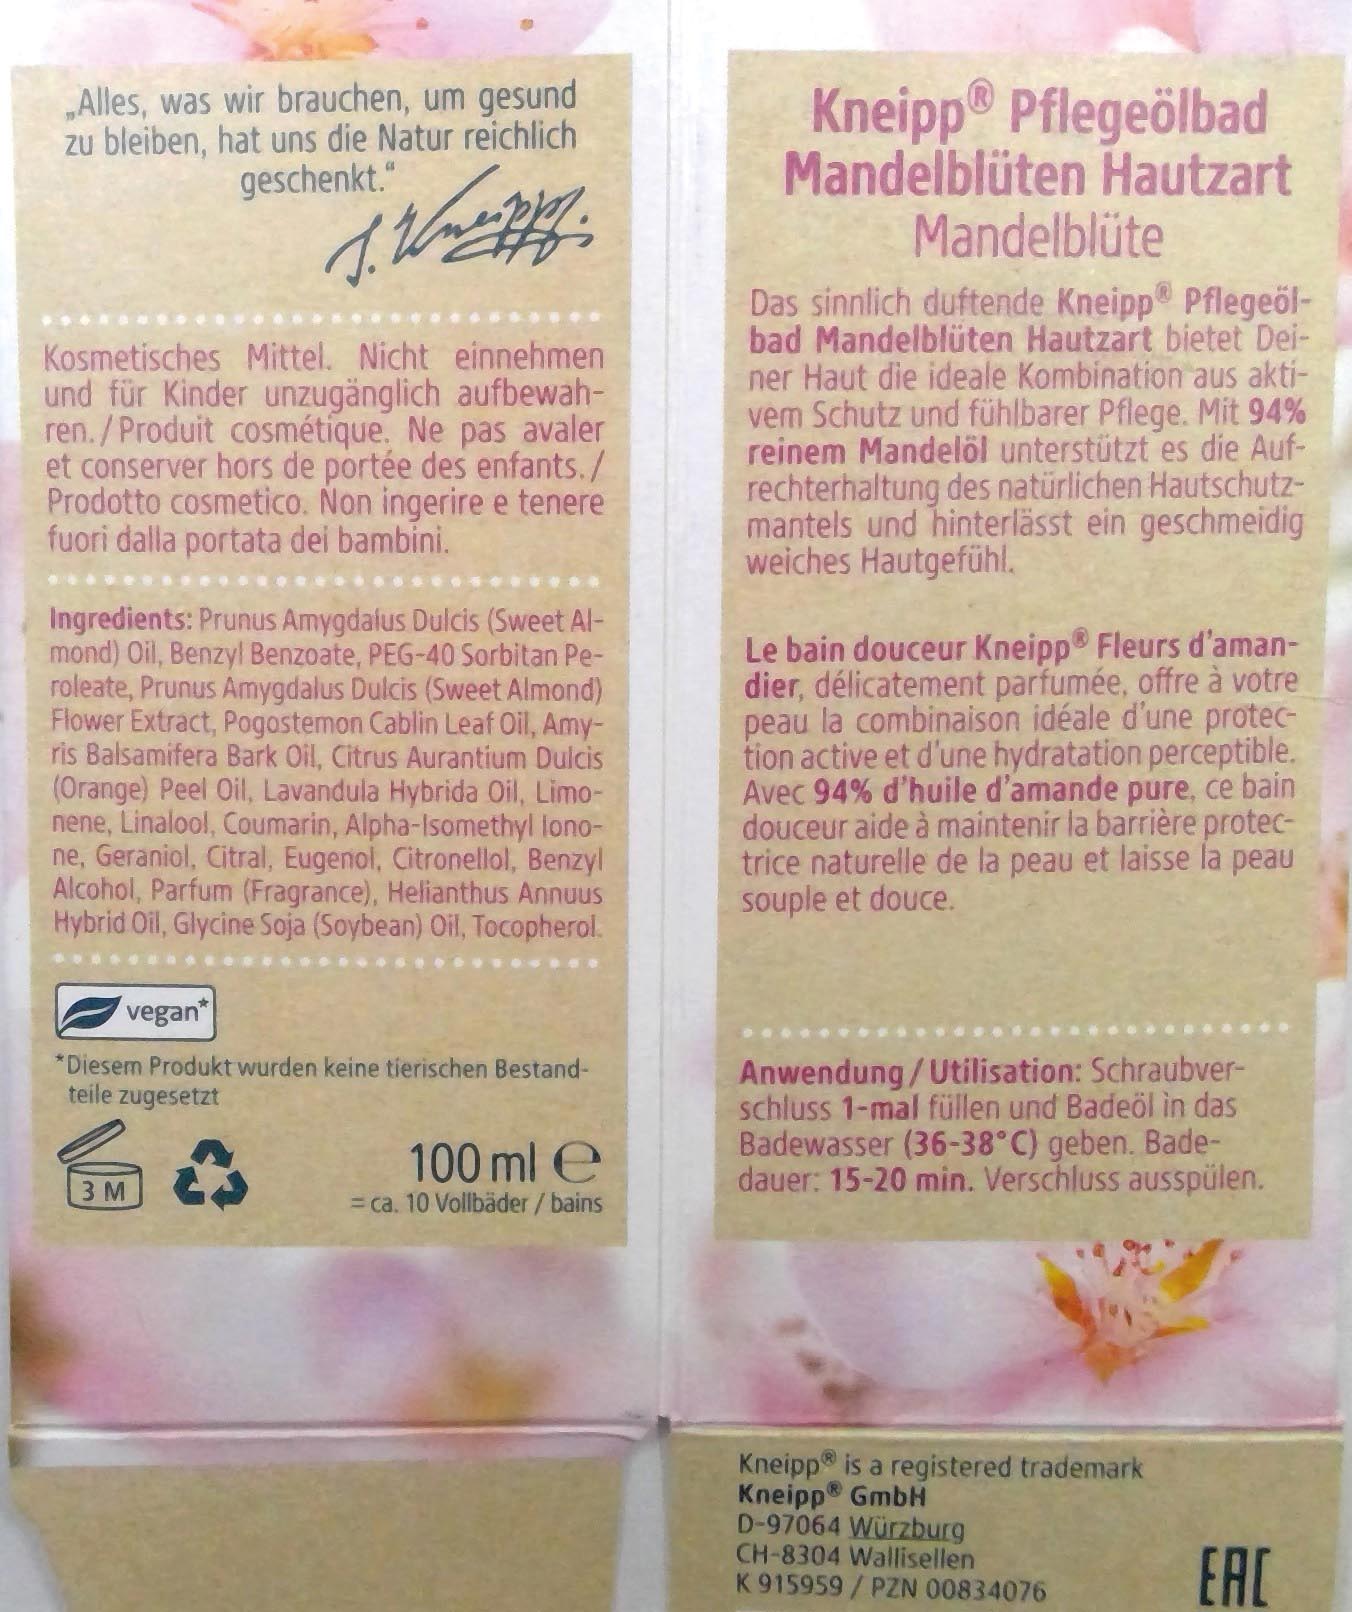 „Alles, was wir brauchen, um gesund
zu bleiben, hat uns die Natur reichlich
geschenkt."
S. Kneipp.
Kosmetisches Mittel. Nicht einnehmen
und für Kinder unzugänglich aufbewah-
ren./Produit cosmétique. Ne pas avaler
et conserver hors de portée des enfants./
Prodotto cosmetico. Non ingerire e tenere
fuori dalla portata dei bambini.
Ingredients: Prunus Amygdalus Dulcis (Sweet Al-
mond) Oil, Benzyl Benzoate, PEG-40 Sorbitan Pe-
roleate, Prunus Amygdalus Dulcis (Sweet Almond)
Flower Extract, Pogostemon Cablin Leaf Oil, Amy-
ris Balsamifera Bark Oil, Citrus Aurantium Dulcis
(Orange) Peel Oil, Lavandula Hybrida Oil, Limo-
nene, Linalool, Coumarin, Alpha-Isomethyl Iono-
ne, Geraniol, Citral, Eugenol, Citronellol, Benzyl
Alcohol, Parfum (Fragrance), Helianthus Annuus
Hybrid Oil, Glycine Soja (Soybean) Oil, Tocopherol.
vegan*
*Diesem Produkt wurden keine tierischen Bestand-
teile zugesetzt
3 M
100 ml ℮
= ca. 10 Vollbäder / bains
Kneipp® Pflegeölbad
Mandelblüten Hautzart
Mandelblüte
Das sinnlich duftende Kneipp® Pflegeöl-
bad Mandelblüten Hautzart bietet Dei-
ner Haut die ideale Kombination aus akti-
vem Schutz und fühlbarer Pflege. Mit 94%
reinem Mandelöl unterstützt es die Auf-
rechterhaltung des natürlichen Hautschutz-
mantels und hinterlässt ein geschmeidig
weiches Hautgefühl.
Le bain douceur Kneipp® Fleurs d'aman-
dier, délicatement parfumée, offre à votre
peau la combinaison idéale d'une protec-
tion active et d'une hydratation perceptible.
Avec 94% d'huile d'amande pure, ce bain
douceur aide à maintenir la barrière protec-
trice naturelle de la peau et laisse la peau
souple et douce.
Anwendung / Utilisation: Schraubver-
schluss 1-mal füllen und Badeöl in das
Badewasser (36-38°C) geben. Bade-
dauer: 15-20 min. Verschluss ausspülen.
Kneipp® is a registered trademark
Kneipp® GmbH
D-97064 Würzburg
CH-8304 Wallisellen
K 915959 / PZN 00834076
EAC